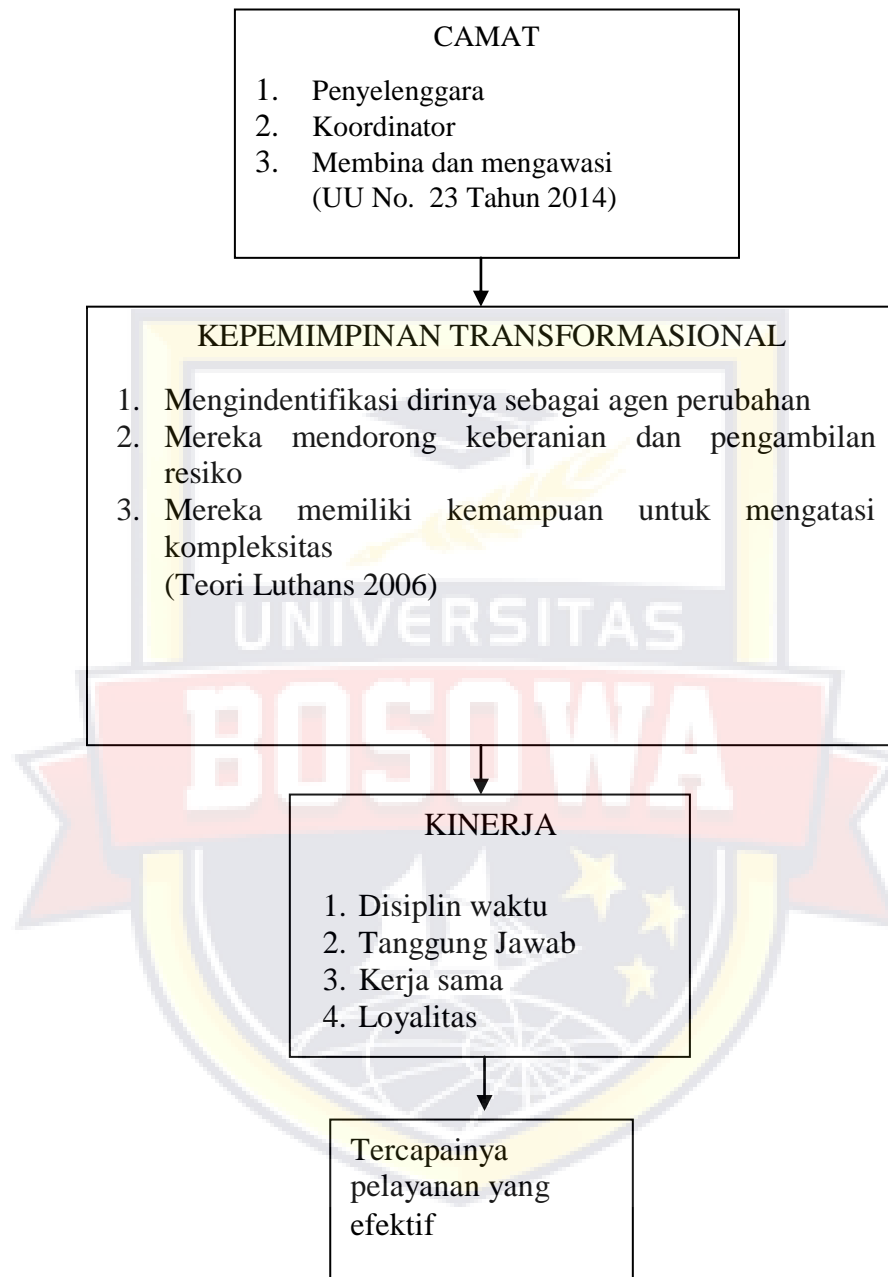 CAMAT
1. Penyelenggara
2. Koordinator
3. Membina dan mengawasi
(UU No. 23 Tahun 2014)
KEPEMIMPINAN TRANSFORMASIONAL
1. Mengindentifikasi dirinya sebagai agen perubahan
2. Mereka mendorong keberanian dan pengambilan
resiko
3. Mereka memiliki kemampuan untuk mengatasi
kompleksitas
(Teori Luthans 2006)
UNIVERSITAS
BOSOWA
KINERJA
1. Disiplin waktu
2. Tanggung Jawab
3. Kerja sama
4. Loyalitas
Tercapainya
pelayanan yang
efektif